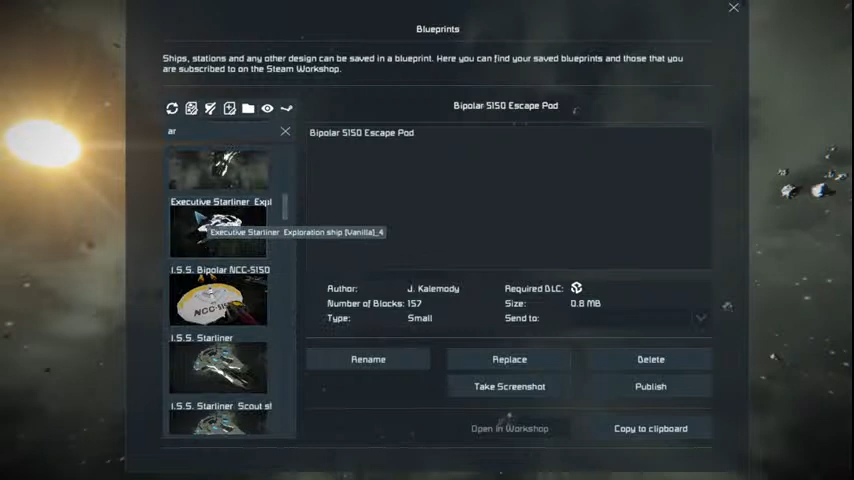 Blueprints
Ships, stations and any other design can be saved in a blueprint. Here you can find your saved blueprints and those that you
are subscribed to on the Steam Workshop.
Bipolar 5150 Escape Pod
ar
Bipolar 5150 Escape Pod
Executive Starliner Expl
Executive Starliner Exploration ship [Vanilla]_4
I.S.S. Bipolar NCC-5150
NCC-515
I.S.S. Starliner
I.S.S. Starliner Scout s
Author: J. Kalemody
Required DLC:
Number of Blocks: 157
Size: 0.8 MB
Type: Small
Send to:
Rename
Replace
Delete
Take Screenshot
Publish
Open in Workshop
Copy to clipboard